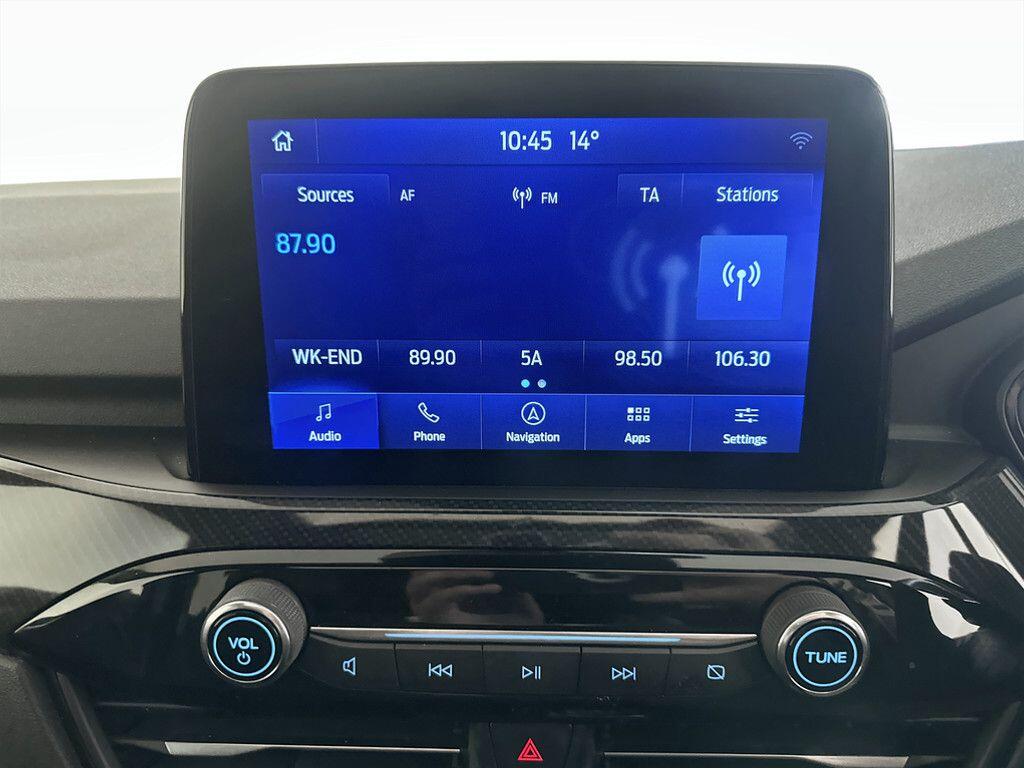 10:45 14°
Sources AF FM TA Stations
87.90
WK-END 89.90 5A 98.50 106.30
Audio Phone Navigation Apps Settings
VOL TUNE